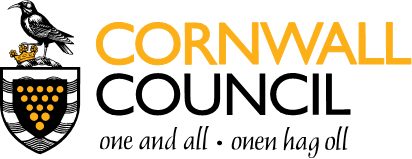 CORNWALL
COUNCIL
one and all • onen hag oll